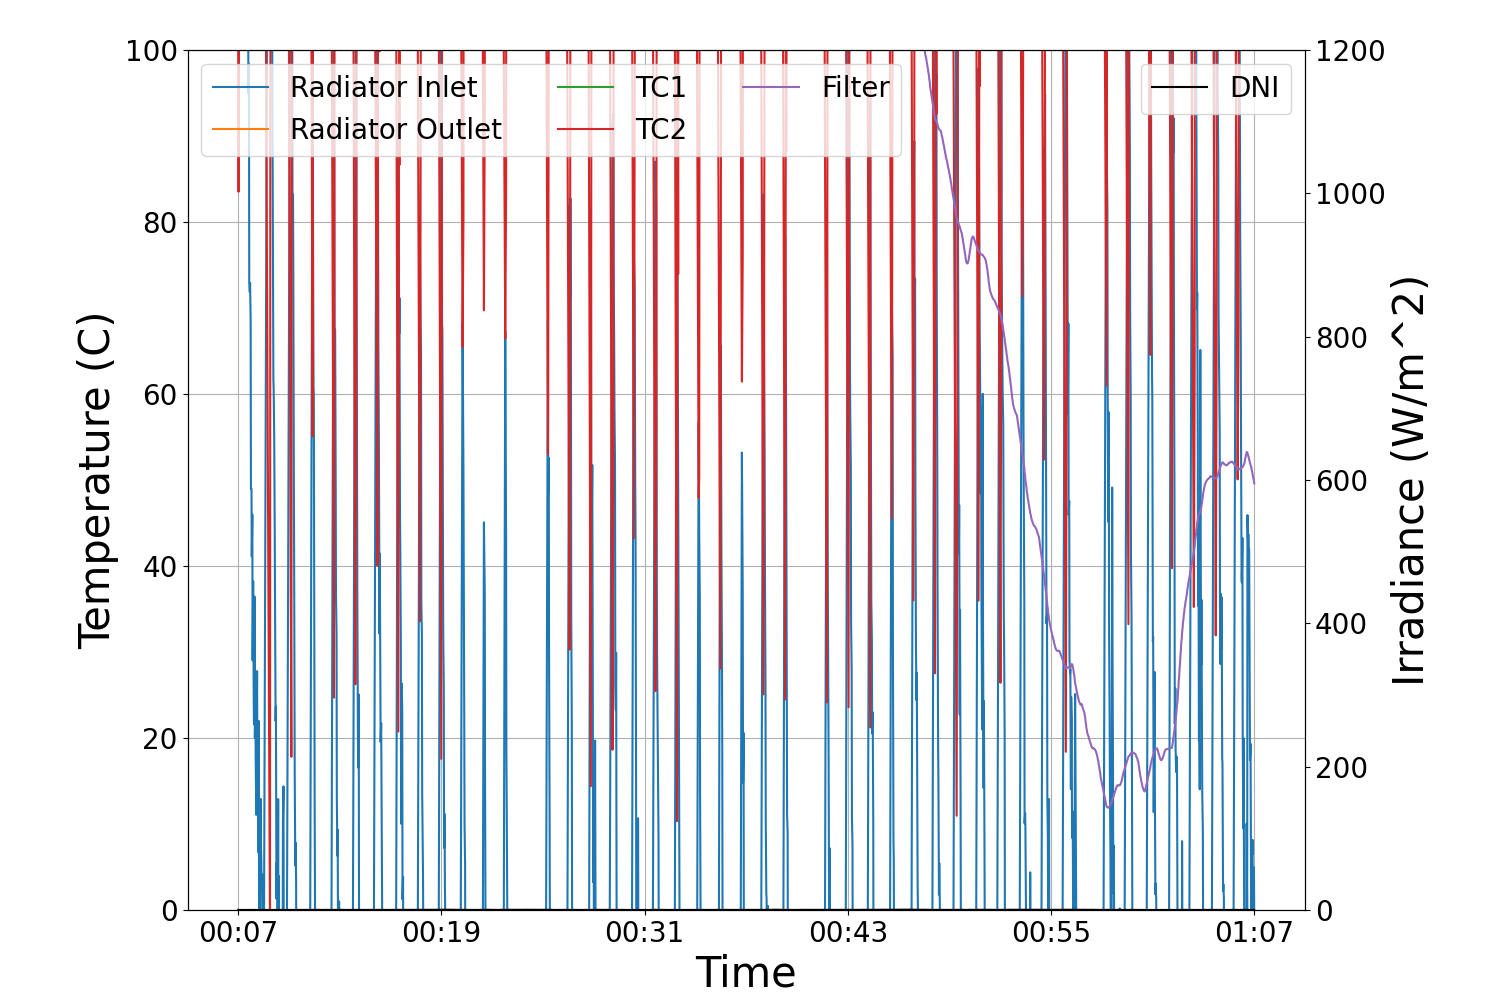 100
80
60
40
20
0
Temperature (C)
Radiator Inlet
Radiator Outlet
TC1
TC2
Filter
DNI
1200
1000
800
600
400
200
0
Irradiance (W/m^2)
00:07
00:19
00:31
00:43
00:55
01:07
Time